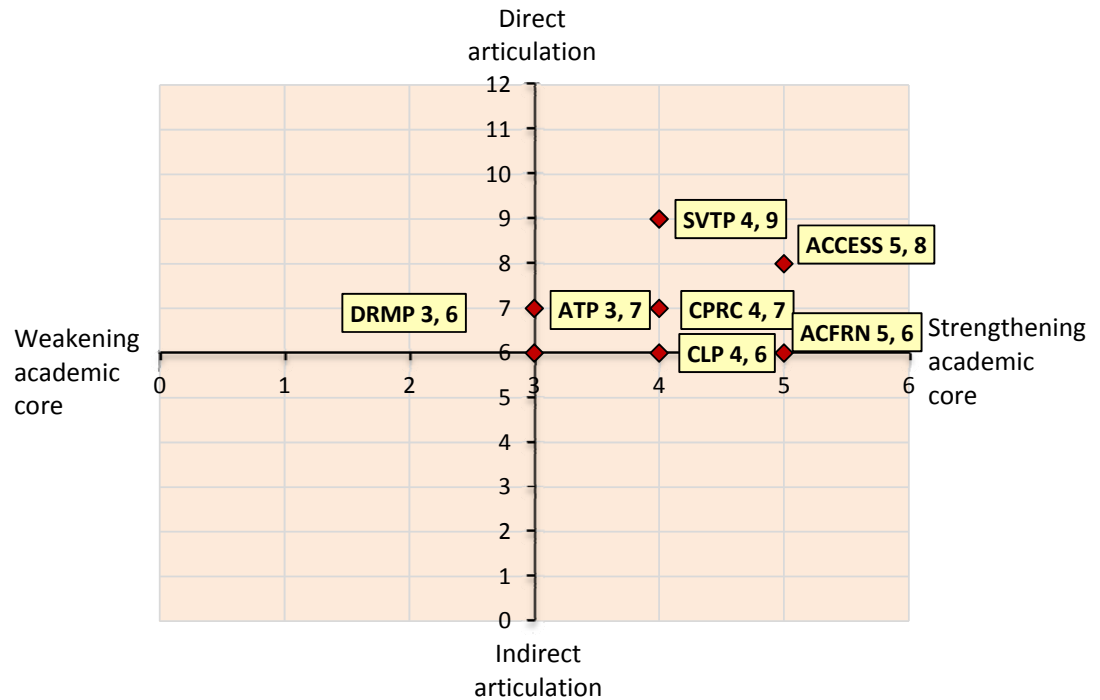 Direct
articulation
12
11
10
9
SVTP 4, 9
8
ACCESS 5, 8
7
DRMP 3, 6
ATP 3, 7
CPRC 4, 7
ACFRN 5, 6
Weakening
academic
core
Strengthening
academic
core
6
CLP 4, 6
0 1 2 3 4 5 6
5
4
3
2
1
0
Indirect
articulation